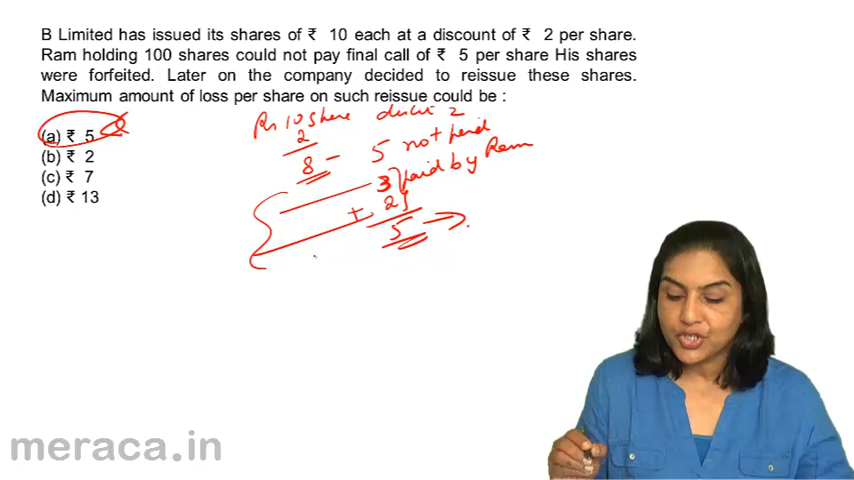 B Limited has issued its shares of ₹ 10 each at a discount of ₹ 2 per share.
Ram holding 100 shares could not pay final call of ₹ 5 per share His shares
were forfeited. Later on the company decided to reissue these shares.
Maximum amount of loss per share on such reissue could be :
(a) ₹ 5
(b) ₹ 2
(c) ₹ 7
(d) ₹ 13
Rs 10 share
2
2
8 - 5 not paid
3 paid by Ram
+ 2
5
meraca.in